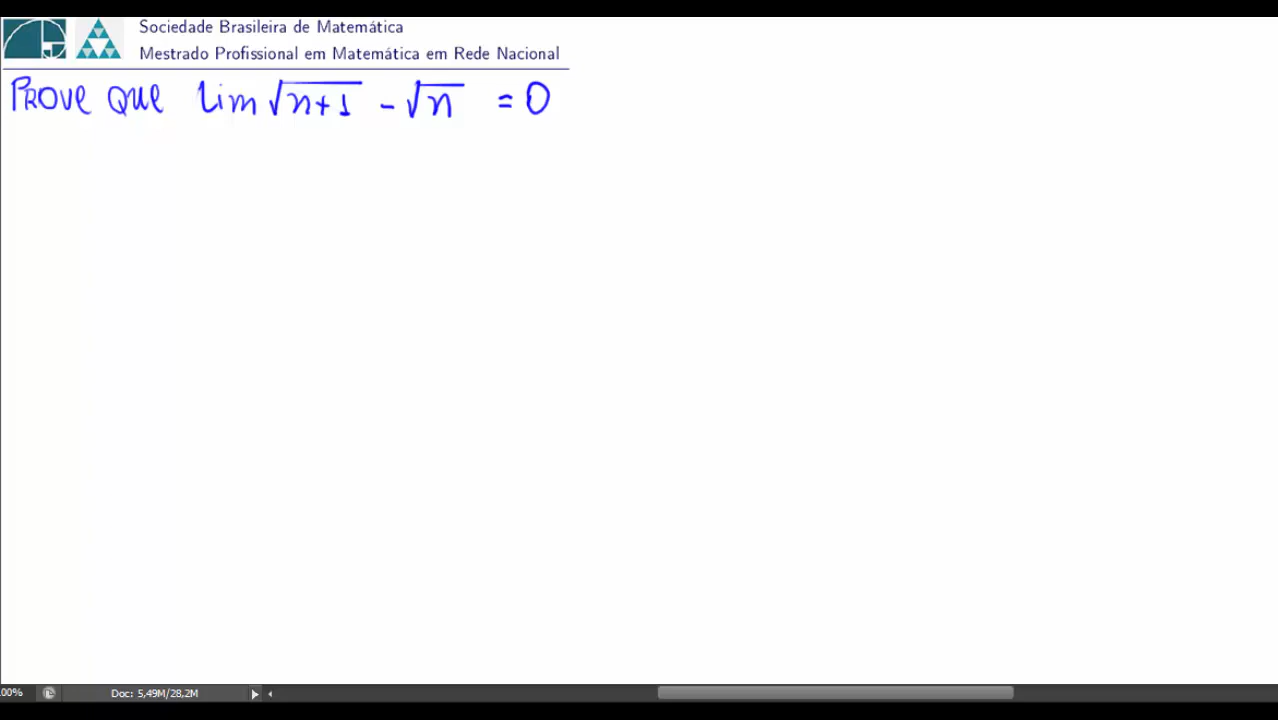 Sociedade Brasileira de Matemática
Mestrado Profissional em Matemática em Rede Nacional
PROVE QUE lim √n+1 - √n = 0
00% Doc: 5,49M/28,2M